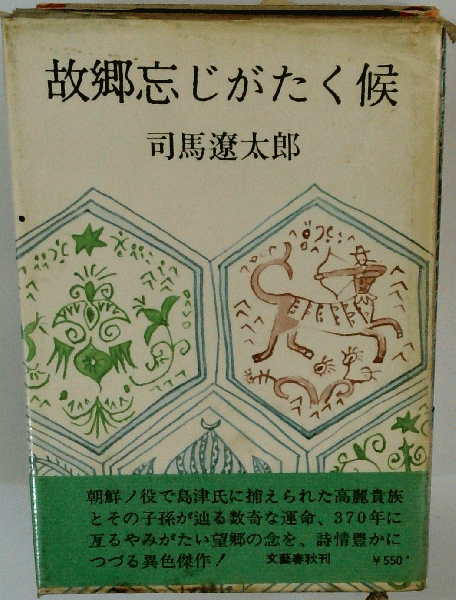 故郷忘じがたく候
司馬遼太郎
朝鮮ノ役で島津氏に捕えられた高麗貴族
とその子孫が辿る数奇な運命、370年に
亙るやみがたい望郷の念を、詩情豊かに
つづる異色傑作! 文藝春秋刊 ¥550